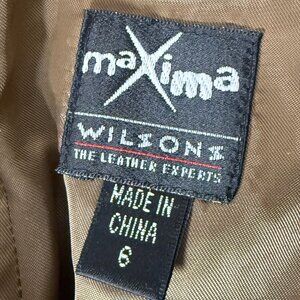 maXima
WILSONS
THE LEATHER EXPERTS
MADE IN
CHINA
6